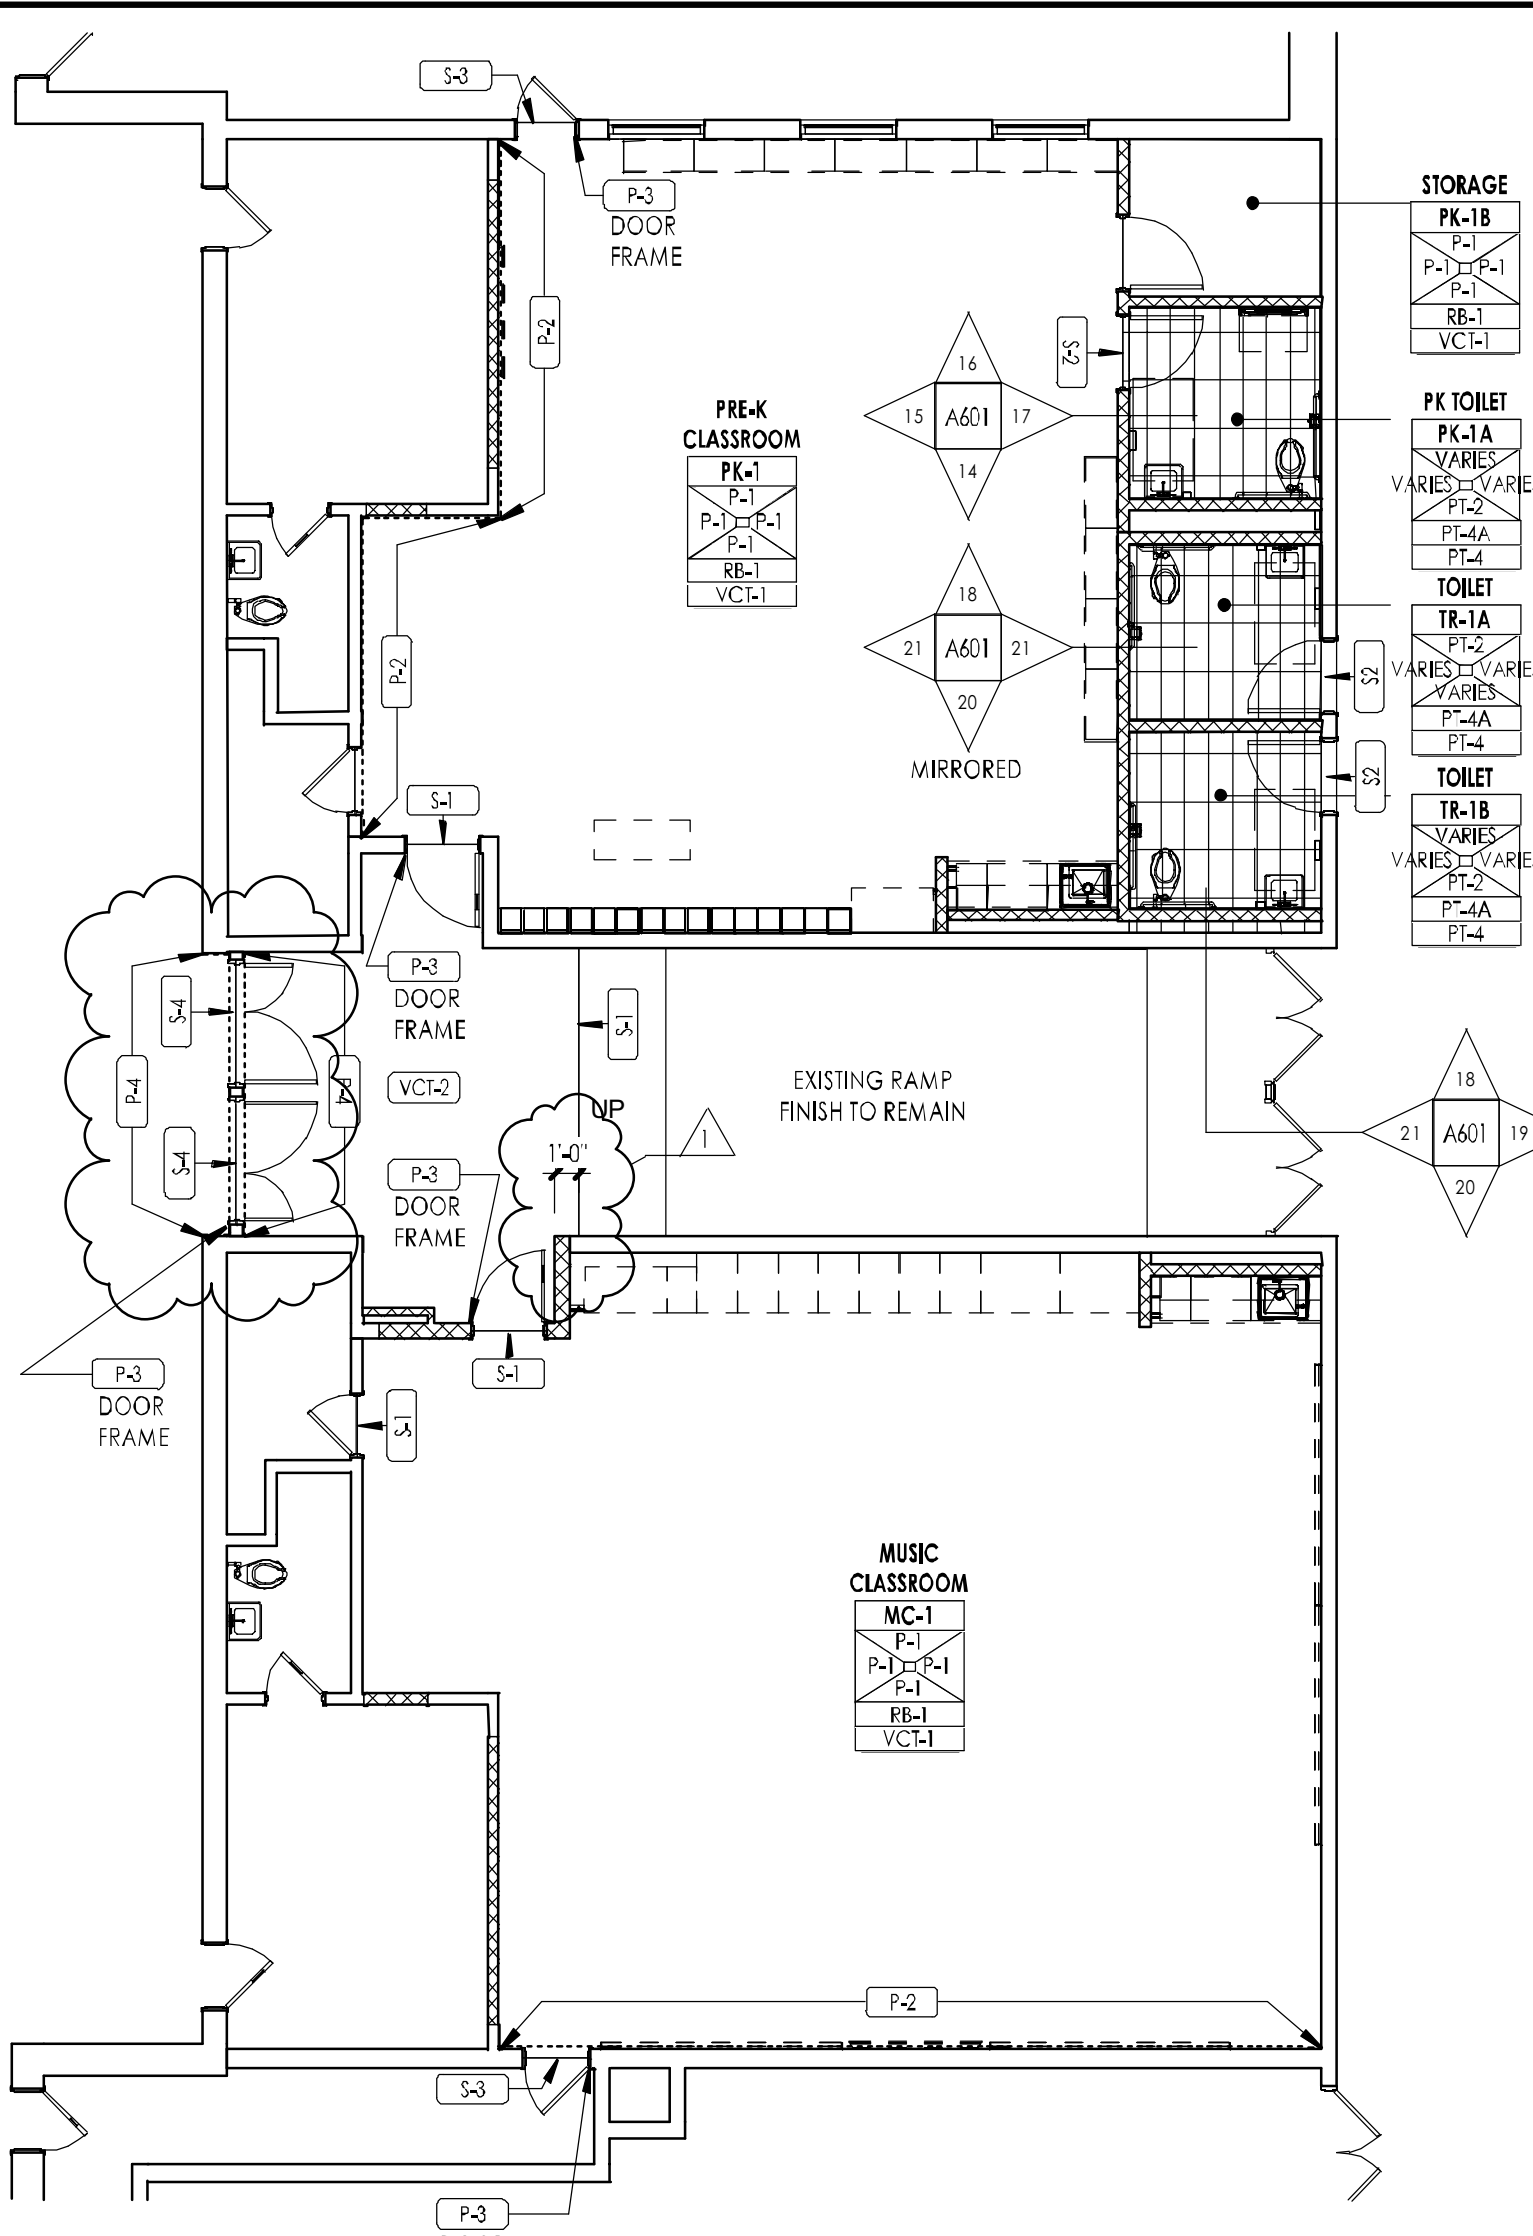 S-3
P-3
DOOR
FRAME
P-2
STORAGE
PK-1B
P-1
P-1 P-1
P-1
RB-1
VCT-1
S-2
16
15 A601 17
14
PRE-K
CLASSROOM
PK-1
P-1
P-1 P-1
P-1
RB-1
VCT-1
PK TOILET
PK-1A
VARIES
VARIES VARIES
PT-2
PT-4A
PT-4
TOILET
TR-1A
PT-2
VARIES VARIES
VARIES
PT-4A
PT-4
18
21 A601 21
20
MIRRORED
P-2
S2
S2
TOILET
TR-1B
VARIES
VARIES VARIES
PT-2
PT-4A
PT-4
S-1
P-3
DOOR
FRAME
S-4
P-4
P-4
S-4
VCT-2
S-1
UP
1'-0"
1
EXISTING RAMP
FINISH TO REMAIN
18
21 A601 19
20
P-3
DOOR
FRAME
P-3
DOOR
FRAME
S-1
S-1
MUSIC
CLASSROOM
MC-1
P-1
P-1 P-1
P-1
RB-1
VCT-1
P-2
S-3
P-3